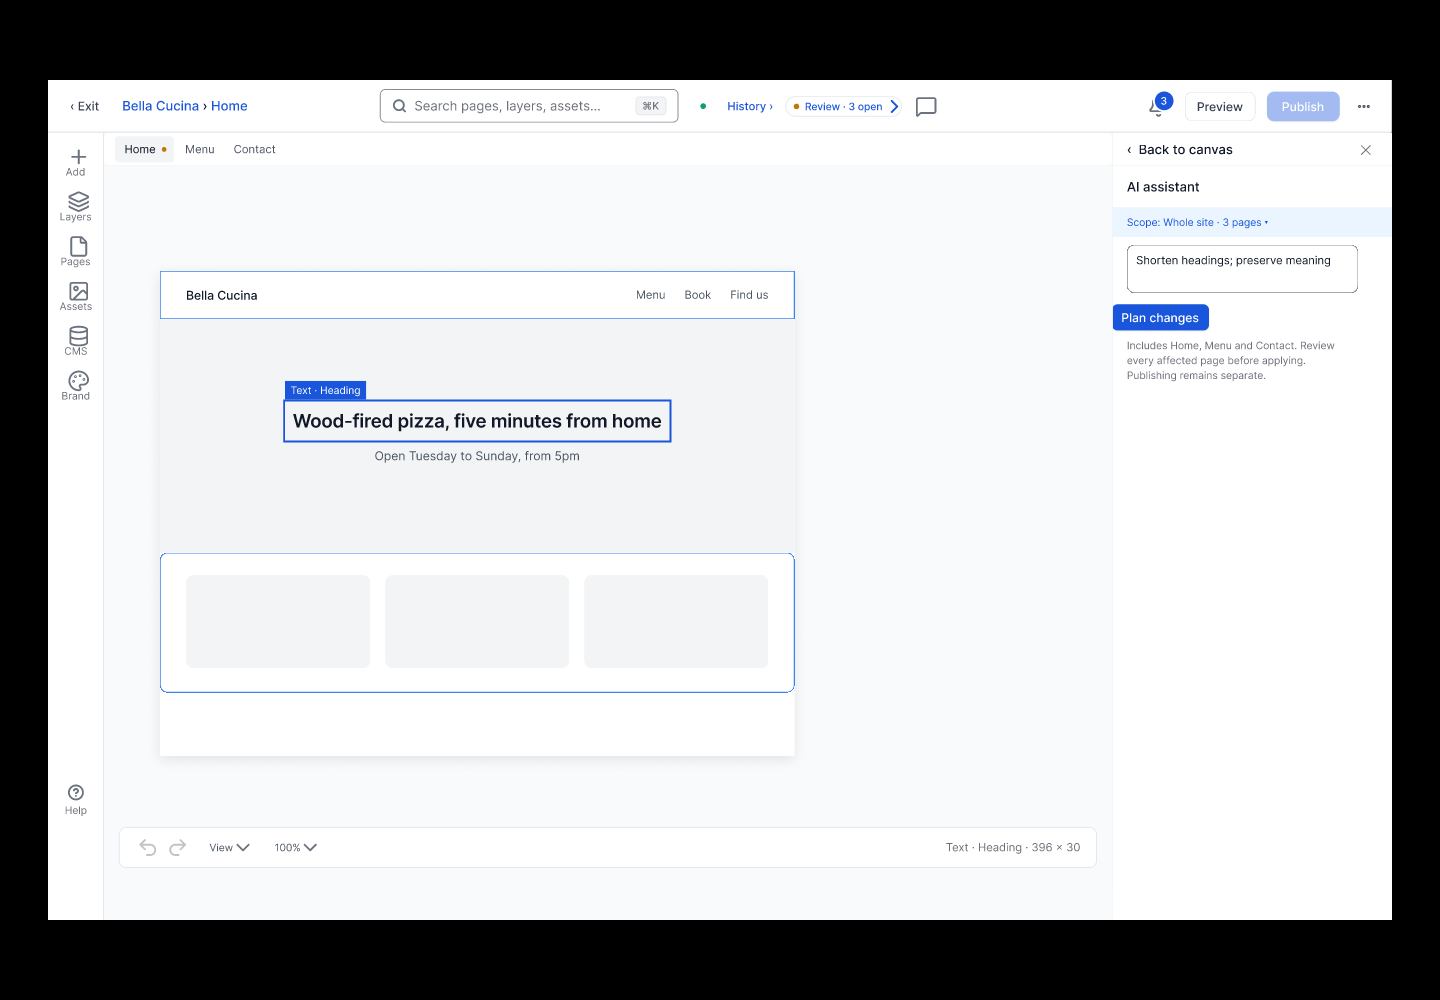 ‹ Exit
Bella Cucina › Home
Search pages, layers, assets...
⌘K
History ›
Review · 3 open
3
Preview
Publish
Home
Menu
Contact
‹ Back to canvas
Add
Layers
Pages
Assets
CMS
Brand
Help
AI assistant
Scope: Whole site · 3 pages
Shorten headings; preserve meaning
Plan changes
Includes Home, Menu and Contact. Review
every affected page before applying.
Publishing remains separate.
Bella Cucina
Menu
Book
Find us
Text · Heading
Wood-fired pizza, five minutes from home
Open Tuesday to Sunday, from 5pm
View
100%
Text · Heading · 396 × 30